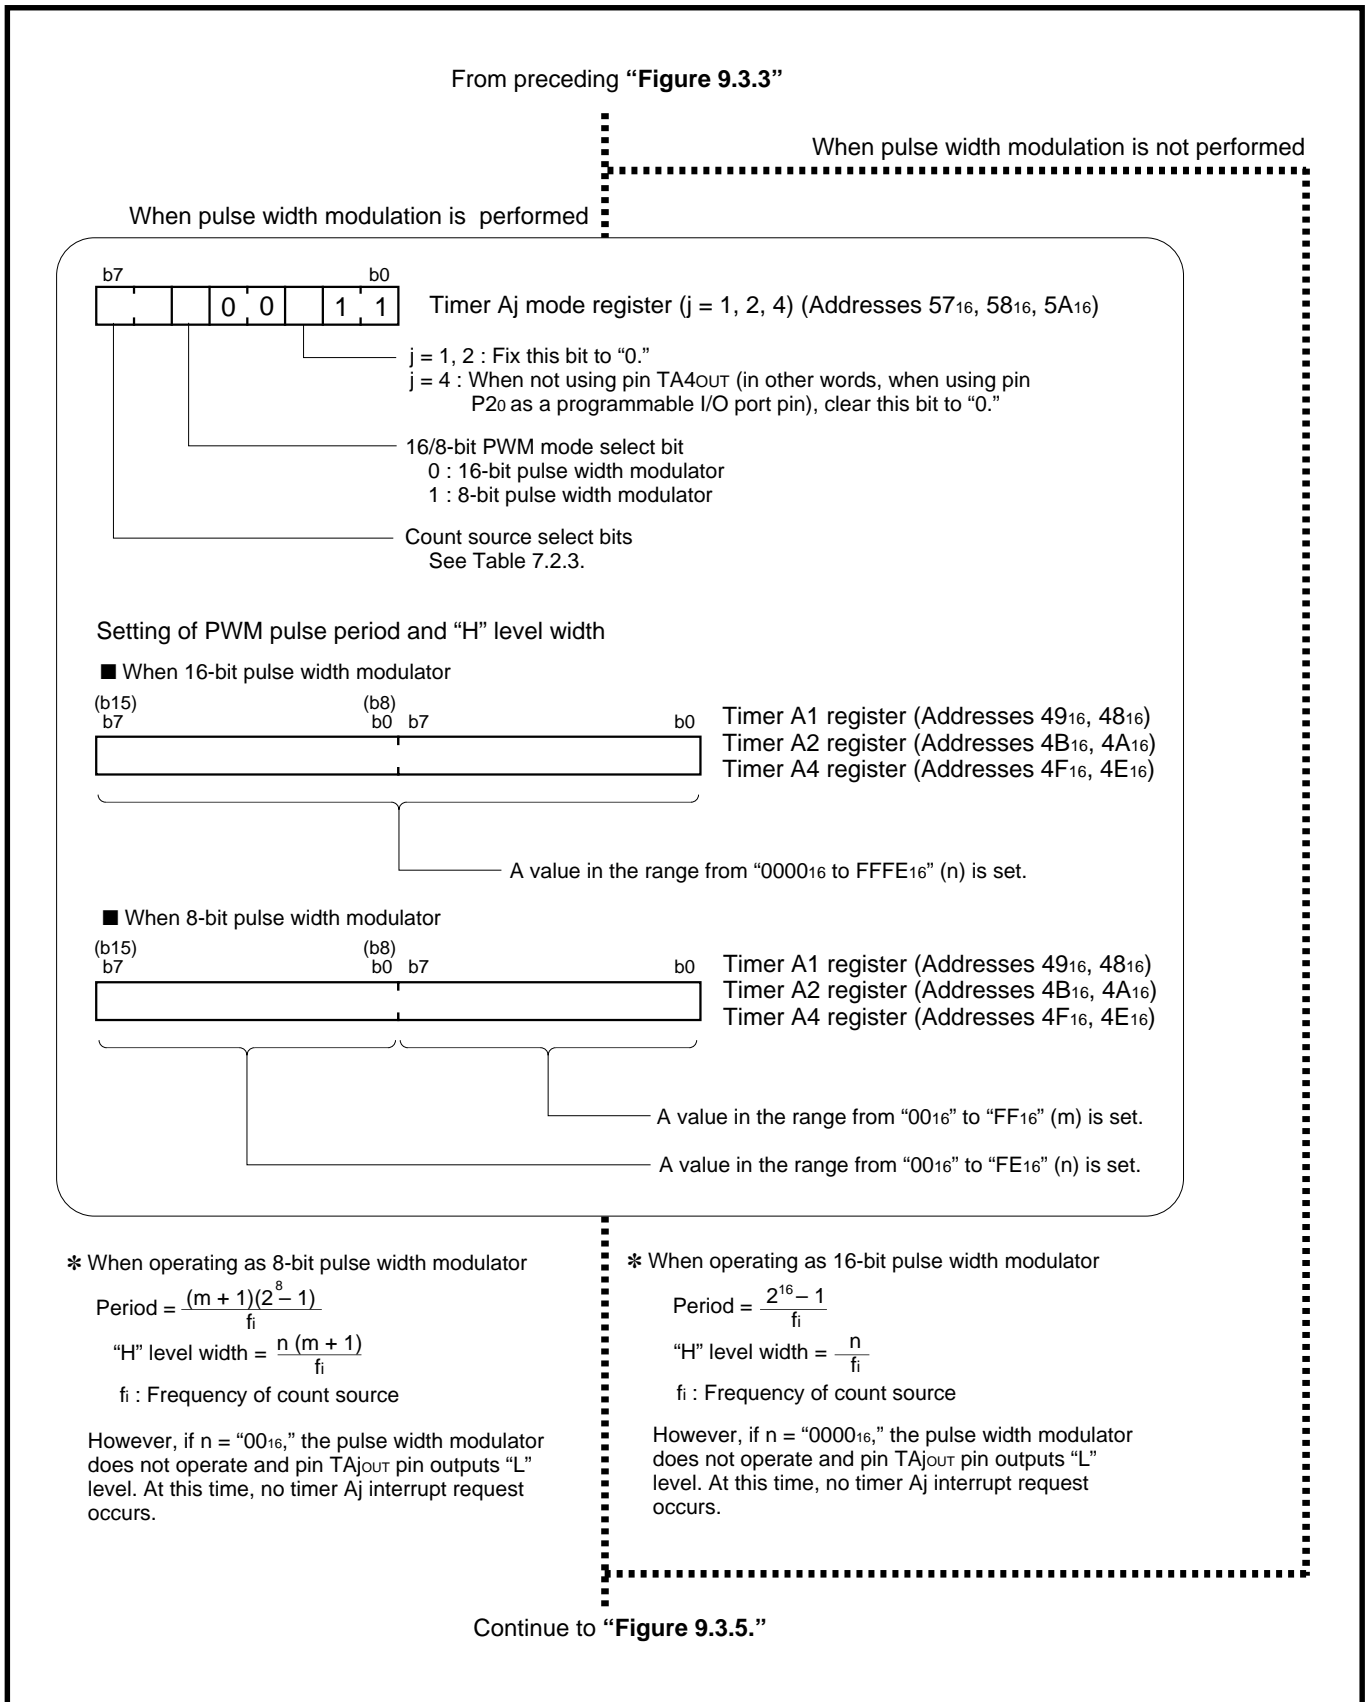 From preceding “Figure 9.3.3”
When pulse width modulation is not performed
When pulse width modulation is performed
b7 b0
0 0 1 1
Timer Aj mode register (j = 1, 2, 4) (Addresses 5716, 5816, 5A16)
j = 1, 2 : Fix this bit to “0.”
j = 4 : When not using pin TA4OUT (in other words, when using pin
P20 as a programmable I/O port pin), clear this bit to “0.”
16/8-bit PWM mode select bit
0 : 16-bit pulse width modulator
1 : 8-bit pulse width modulator
Count source select bits
See Table 7.2.3.
Setting of PWM pulse period and “H” level width
■ When 16-bit pulse width modulator
(b15) (b8)
b7 b0 b7 b0
Timer A1 register (Addresses 4916, 4816)
Timer A2 register (Addresses 4B16, 4A16)
Timer A4 register (Addresses 4F16, 4E16)
A value in the range from “000016 to FFFE16” (n) is set.
■ When 8-bit pulse width modulator
(b15) (b8)
b7 b0 b7 b0
Timer A1 register (Addresses 4916, 4816)
Timer A2 register (Addresses 4B16, 4A16)
Timer A4 register (Addresses 4F16, 4E16)
A value in the range from “0016” to “FF16” (m) is set.
A value in the range from “0016” to “FE16” (n) is set.
✽ When operating as 8-bit pulse width modulator
Period = (m + 1)(2^8 – 1) / fi
“H” level width = n (m + 1) / fi
fi : Frequency of count source
However, if n = “0016,” the pulse width modulator
does not operate and pin TAjOUT pin outputs “L”
level. At this time, no timer Aj interrupt request
occurs.
✽ When operating as 16-bit pulse width modulator
Period = 2^16 – 1 / fi
“H” level width = n / fi
fi : Frequency of count source
However, if n = “000016,” the pulse width modulator
does not operate and pin TAjOUT pin outputs “L”
level. At this time, no timer Aj interrupt request
occurs.
Continue to “Figure 9.3.5.”